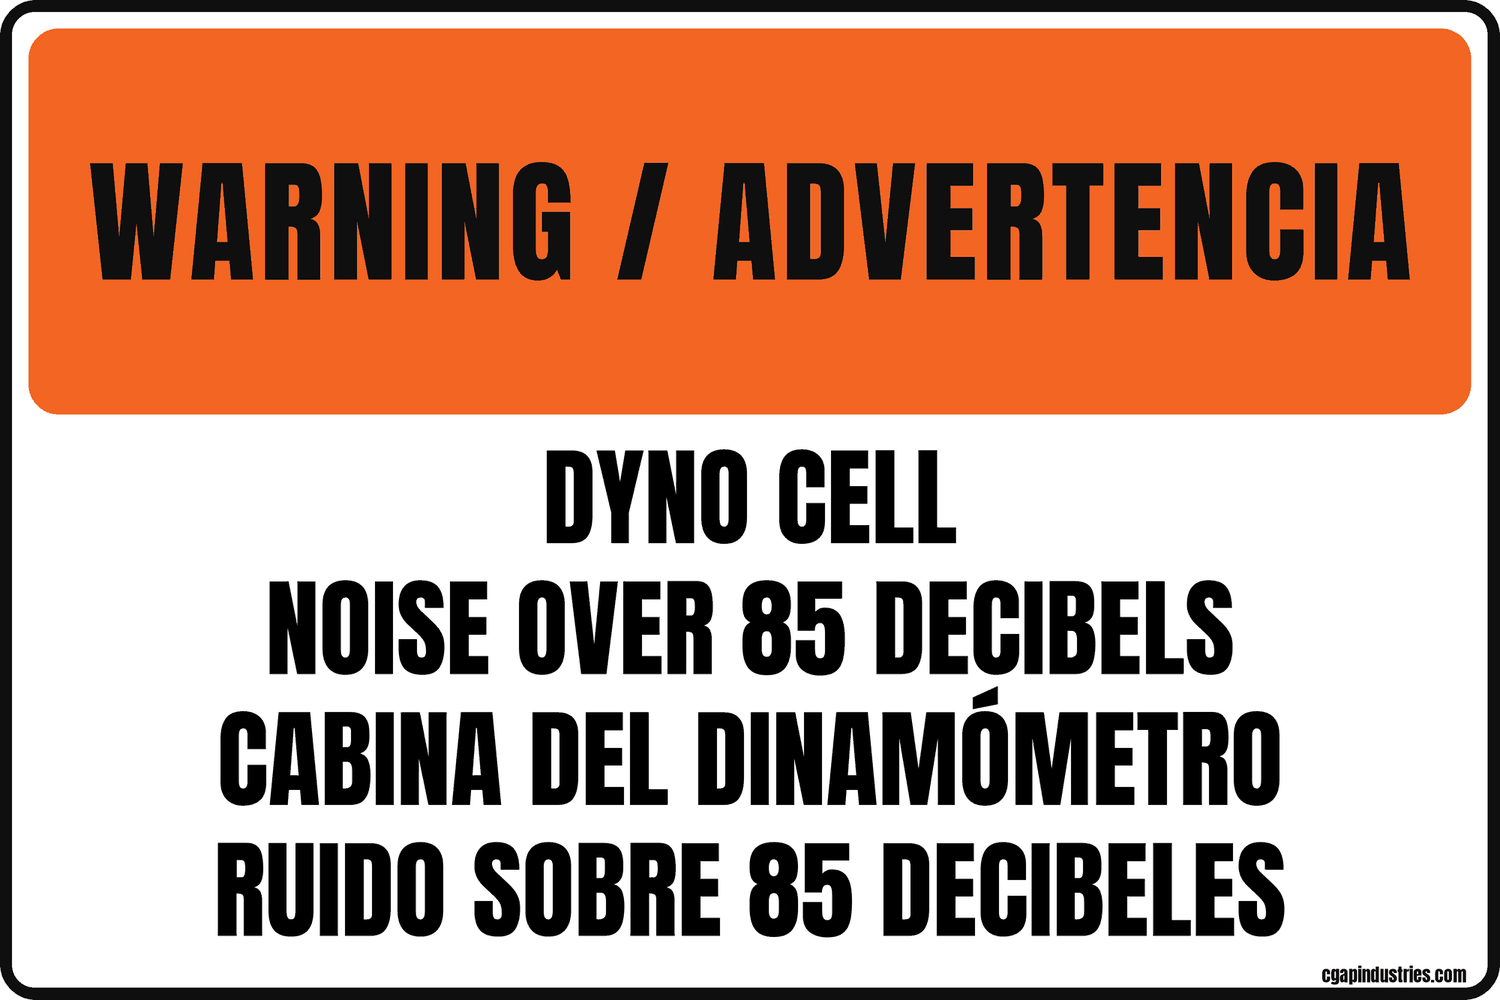 WARNING / ADVERTENCIA
DYNO CELL
NOISE OVER 85 DECIBELS
CABINA DEL DINAMÓMETRO
RUIDO SOBRE 85 DECIBELES
cgapindustries.com